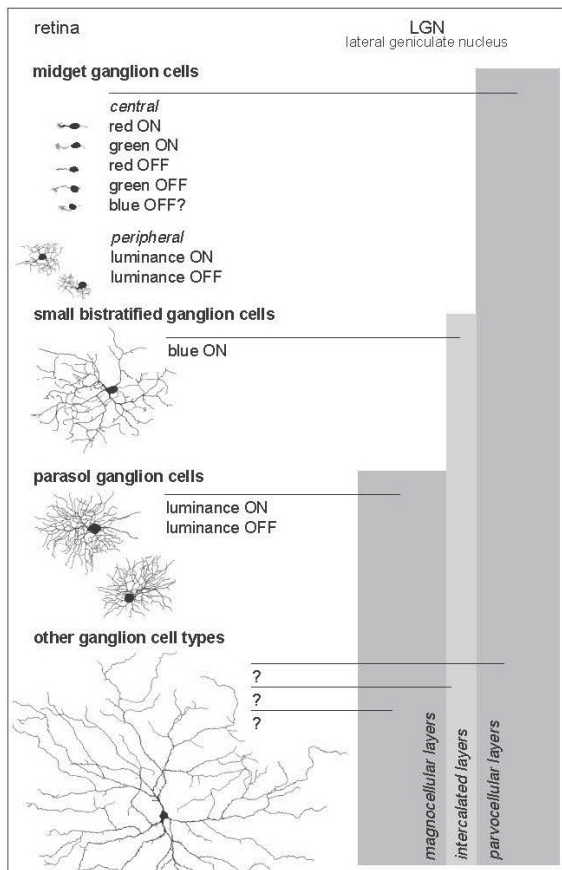 retina
LGN
lateral geniculate nucleus
midget ganglion cells
central
red ON
green ON
red OFF
green OFF
blue OFF?
peripheral
luminance ON
luminance OFF
small bistratified ganglion cells
blue ON
parasol ganglion cells
luminance ON
luminance OFF
other ganglion cell types
?
?
?
magnocellular layers
intercalated layers
parvocellular layers